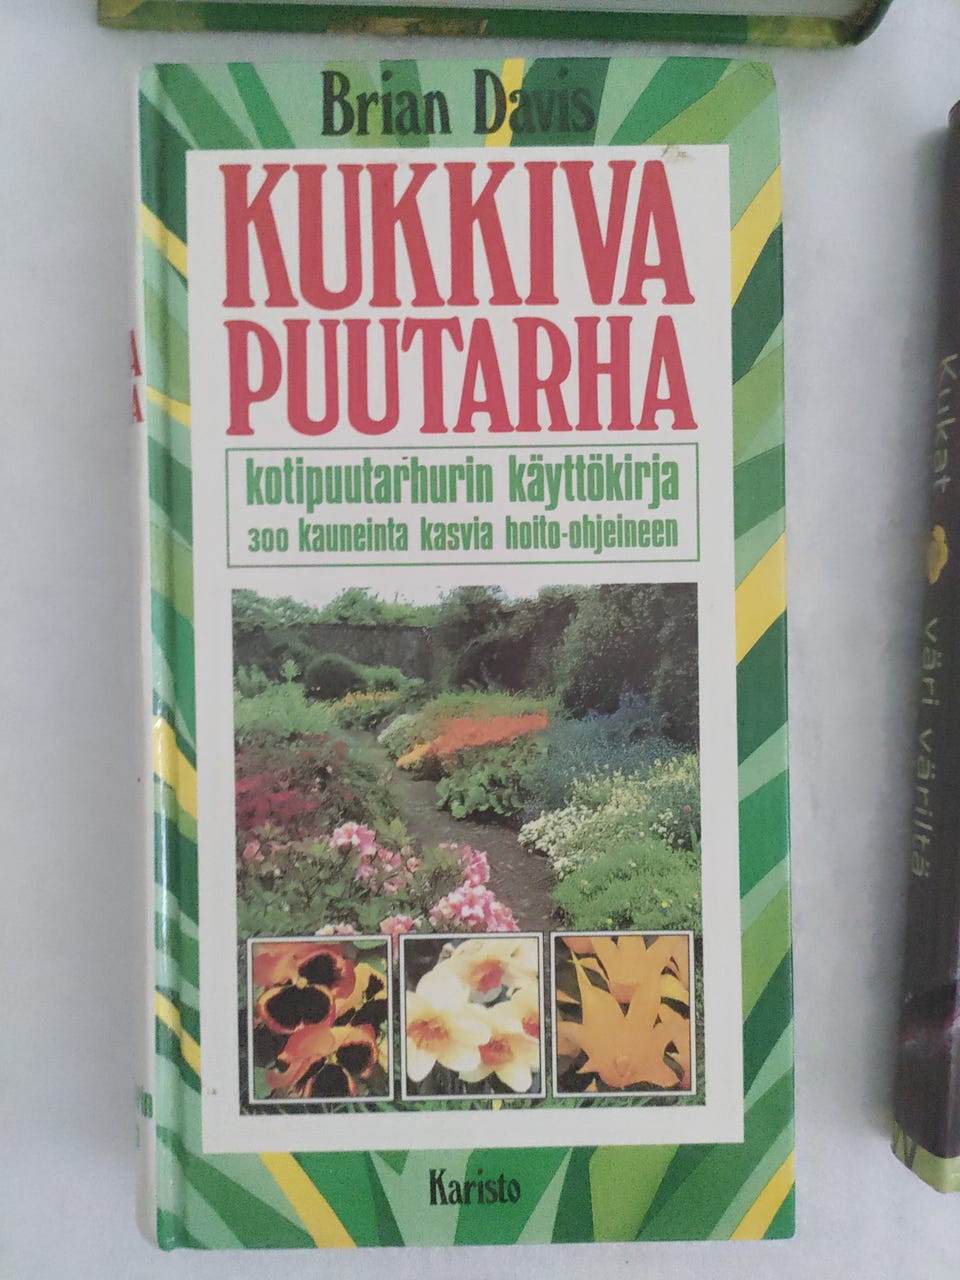 Brian Davis
KUKKIVA
PUUTARHA
kotipuutarhurin käyttökirja
300 kauneinta kasvia hoito-ohjeineen
Karisto
Kukat väri väriltä
A
A